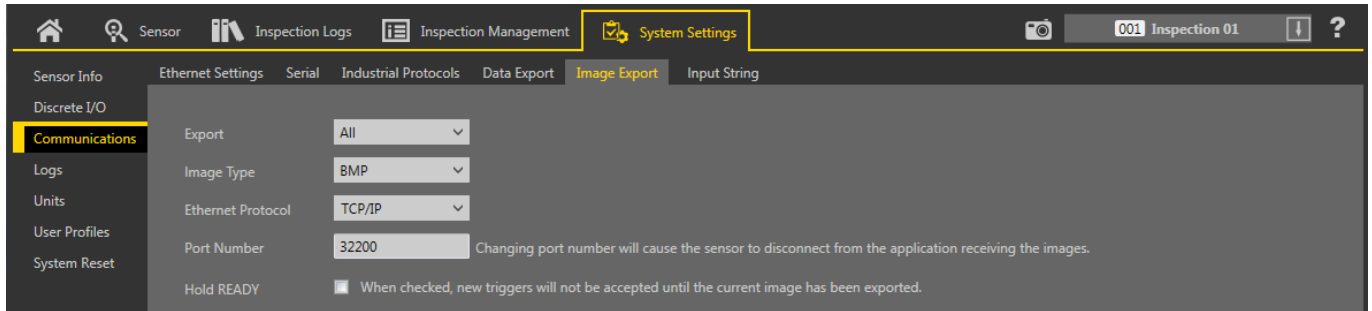 Sensor Inspection Logs Inspection Management System Settings 001 Inspection 01 ?
Sensor Info Ethernet Settings Serial Industrial Protocols Data Export Image Export Input String
Discrete I/O
Export All
Communications
Logs Image Type BMP
Units Ethernet Protocol TCP/IP
User Profiles
Port Number 32200 Changing port number will cause the sensor to disconnect from the application receiving the images.
System Reset
Hold READY When checked, new triggers will not be accepted until the current image has been exported.